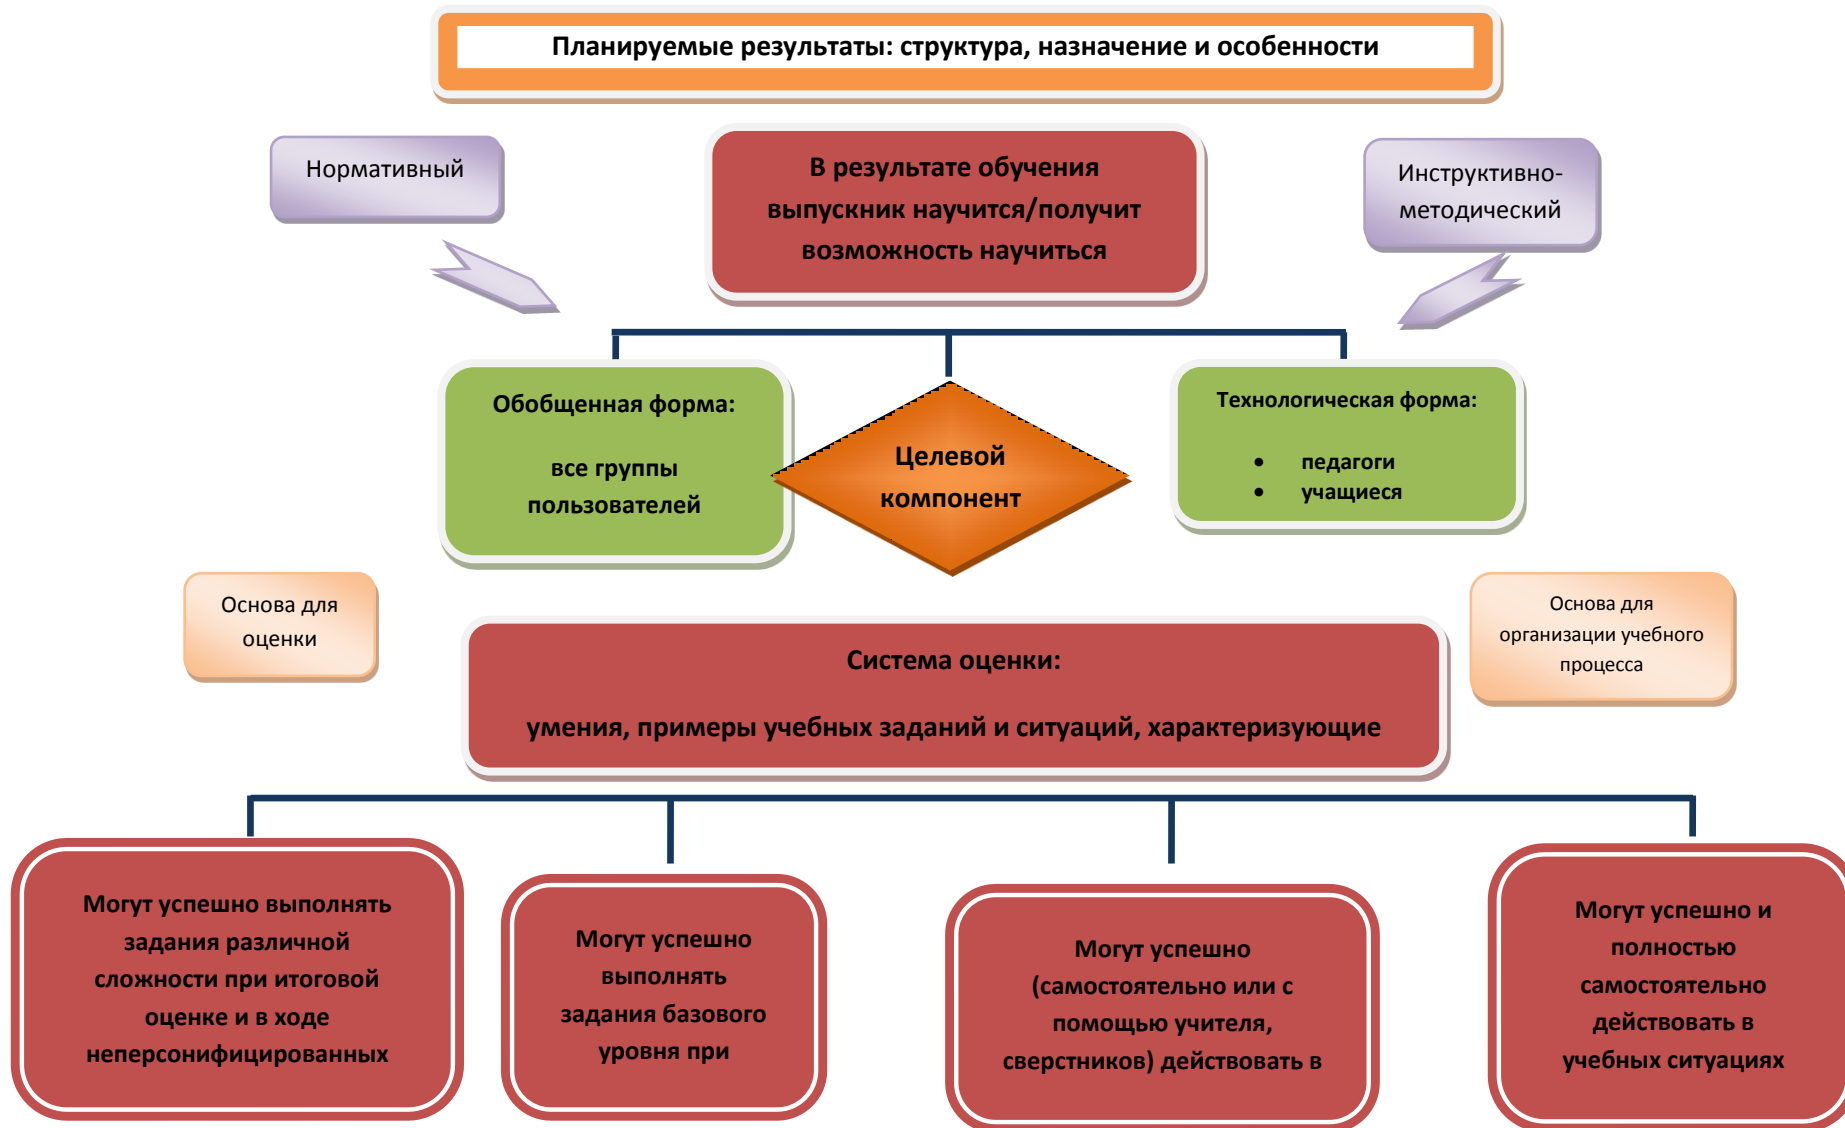 Планируемые результаты: структура, назначение и особенности
Нормативный
В результате обучения
выпускник научится/получит
возможность научиться
Инструктивно-
методический
Обобщенная форма:
все группы
пользователей
Целевой
компонент
Технологическая форма:
• педагоги
• учащиеся
Основа для
оценки
Система оценки:
умения, примеры учебных заданий и ситуаций, характеризующие
Основа для
организации учебного
процесса
Могут успешно выполнять
задания различной
сложности при итоговой
оценке и в ходе
неперсонифицированных
Могут успешно
выполнять
задания базового
уровня при
Могут успешно
(самостоятельно или с
помощью учителя,
сверстников) действовать в
Могут успешно и
полностью
самостоятельно
действовать в
учебных ситуациях